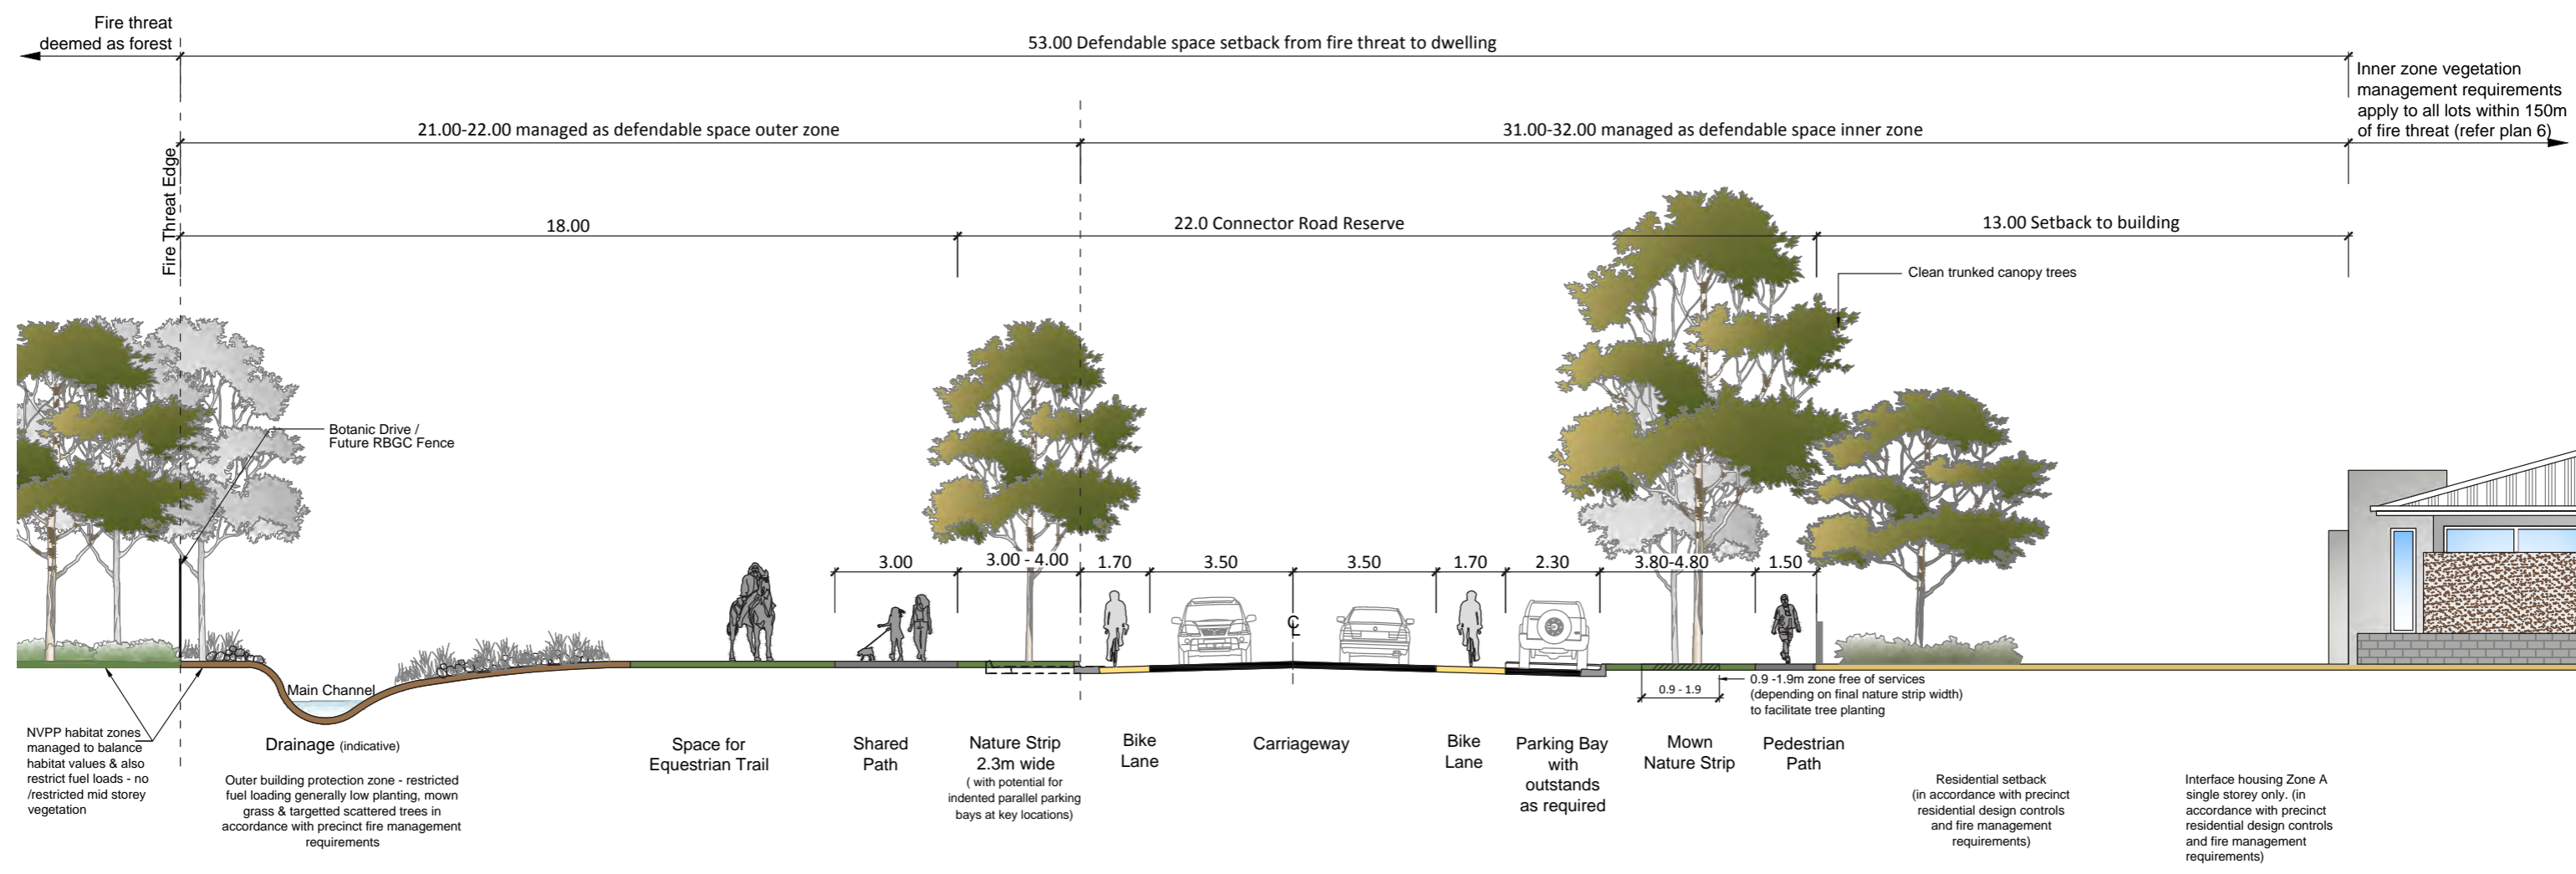 Fire threat
deemed as forest
53.00 Defendable space setback from fire threat to dwelling
Inner zone vegetation
management requirements
apply to all lots within 150m
of fire threat (refer plan 6)
21.00-22.00 managed as defendable space outer zone
31.00-32.00 managed as defendable space inner zone
Fire Threat Edge
18.00
22.0 Connector Road Reserve
13.00 Setback to building
Clean trunked canopy trees
Botanic Drive /
Future RBGC Fence
3.00
3.00 - 4.00
1.70
3.50
3.50
1.70
2.30
3.80-4.80
1.50
CL
Main Channel
0.9 - 1.9
0.9 -1.9m zone free of services
(depending on final nature strip width)
to facilitate tree planting
NVPP habitat zones
managed to balance
habitat values & also
restrict fuel loads - no
/restricted mid storey
vegetation
Drainage (indicative)
Outer building protection zone - restricted
fuel loading generally low planting, mown
grass & targetted scattered trees in
accordance with precinct fire management
requirements
Space for
Equestrian Trail
Shared
Path
Nature Strip
2.3m wide
( with potential for
indented parallel parking
bays at key locations)
Bike
Lane
Carriageway
Bike
Lane
Parking Bay
with
outstands
as required
Mown
Nature Strip
Pedestrian
Path
Residential setback
(in accordance with precinct
residential design controls
and fire management
requirements)
Interface housing Zone A
single storey only. (in
accordance with precinct
residential design controls
and fire management
requirements)